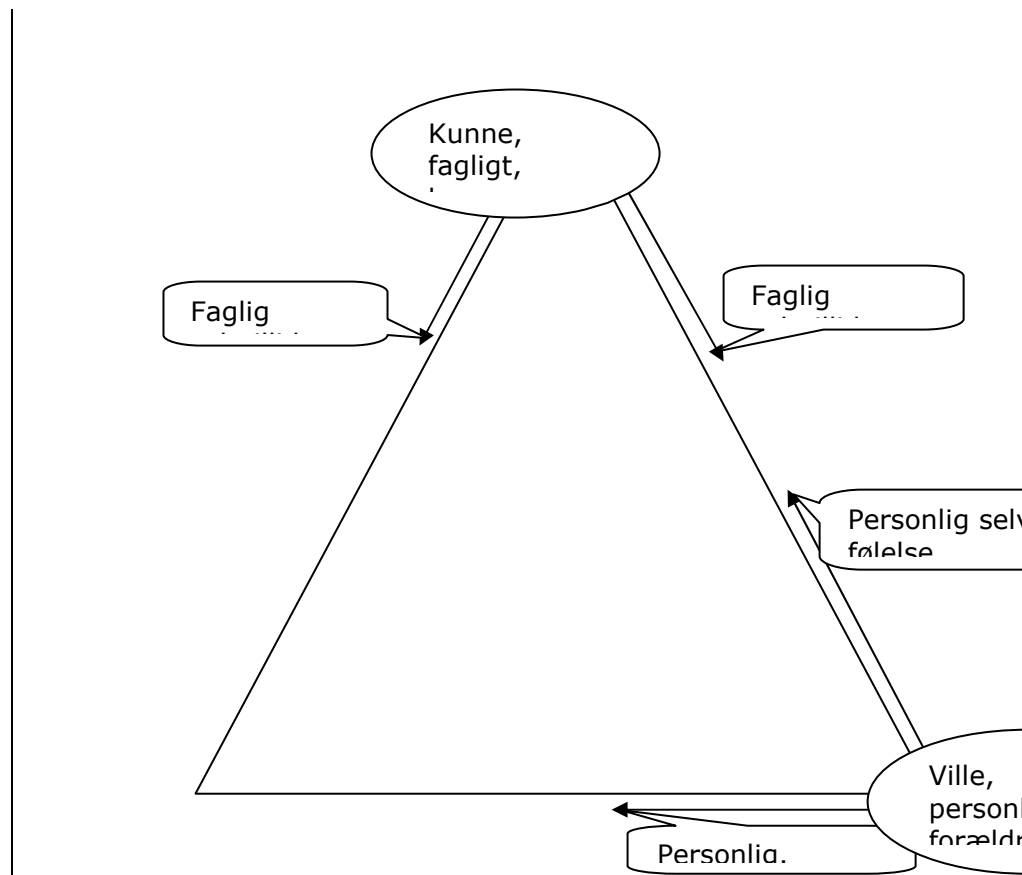 Kunne,
fagligt,
Faglig
Faglig
Personlig selv
følelse
Ville,
personl
forældr
Personlig.